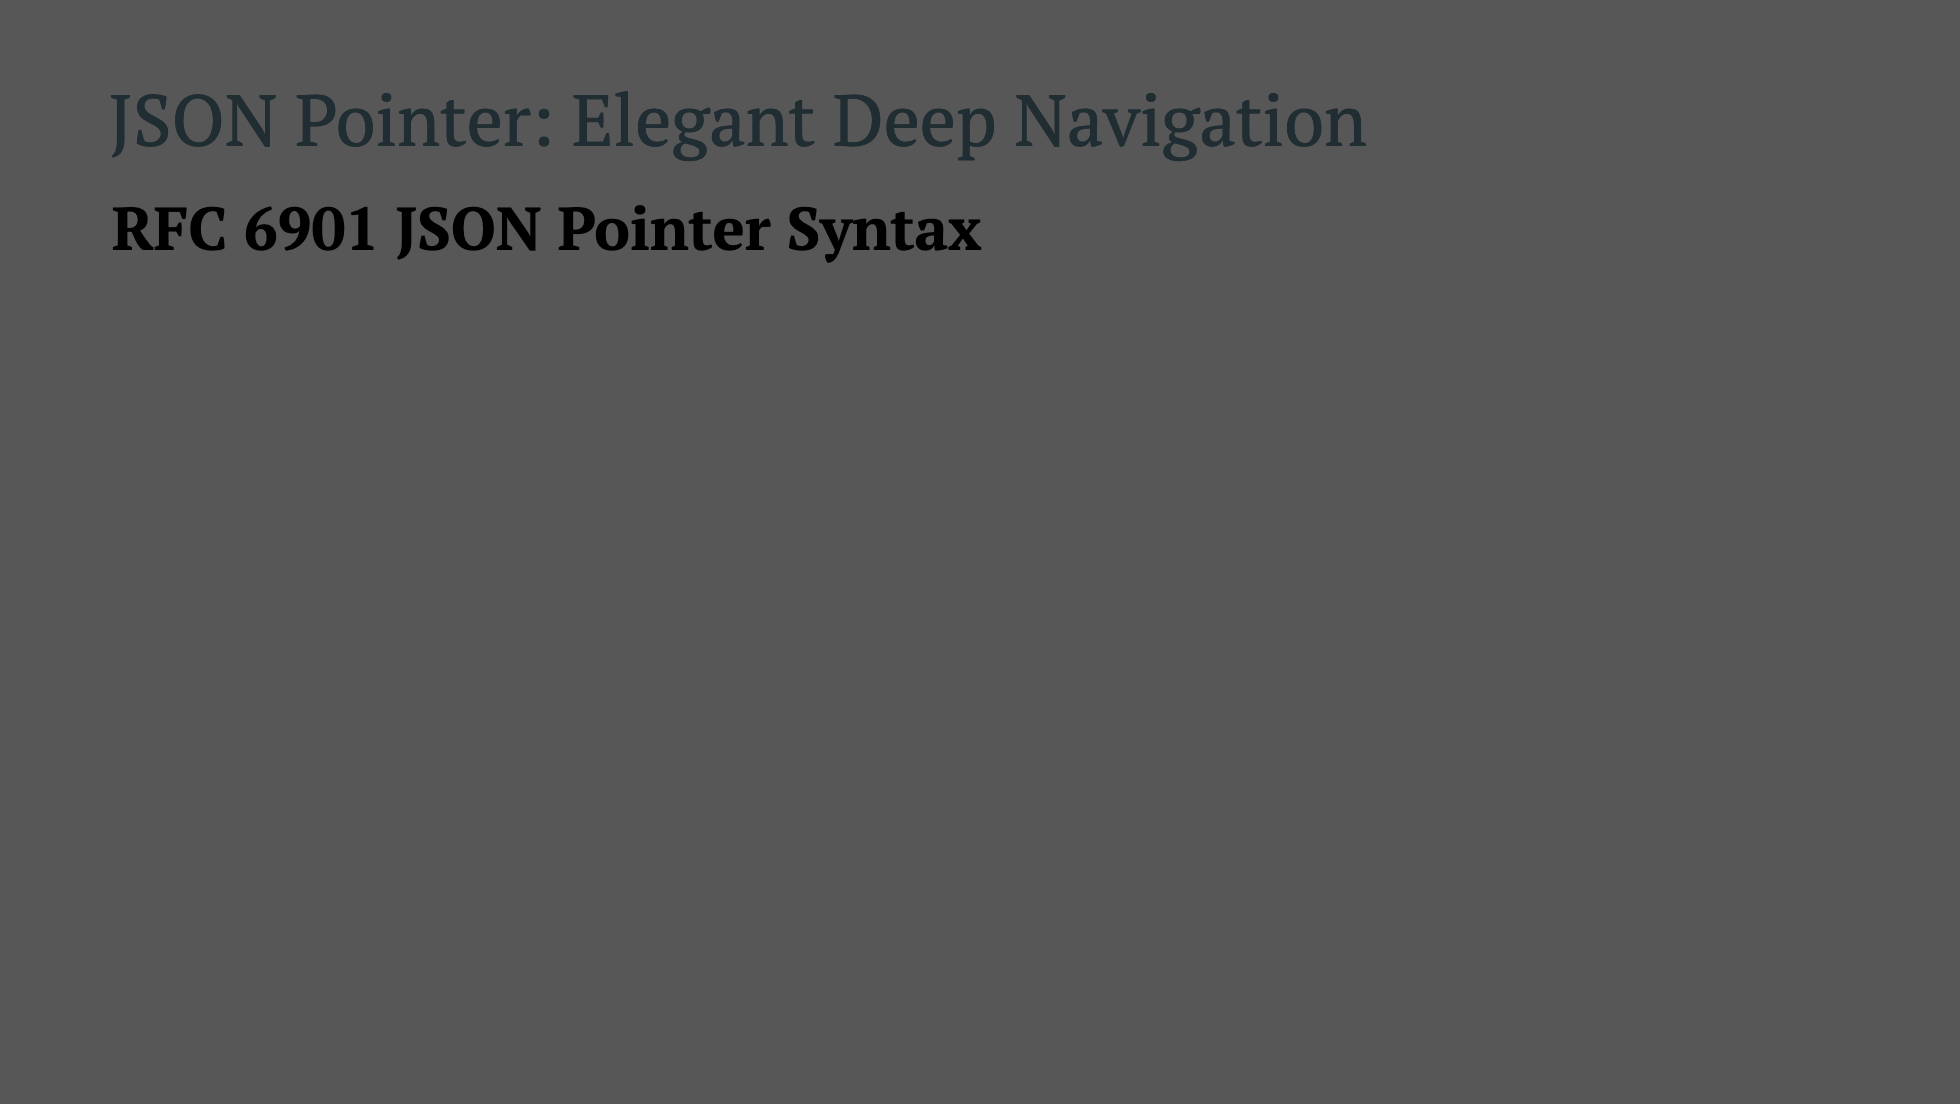 JSON Pointer: Elegant Deep Navigation
RFC 6901 JSON Pointer Syntax